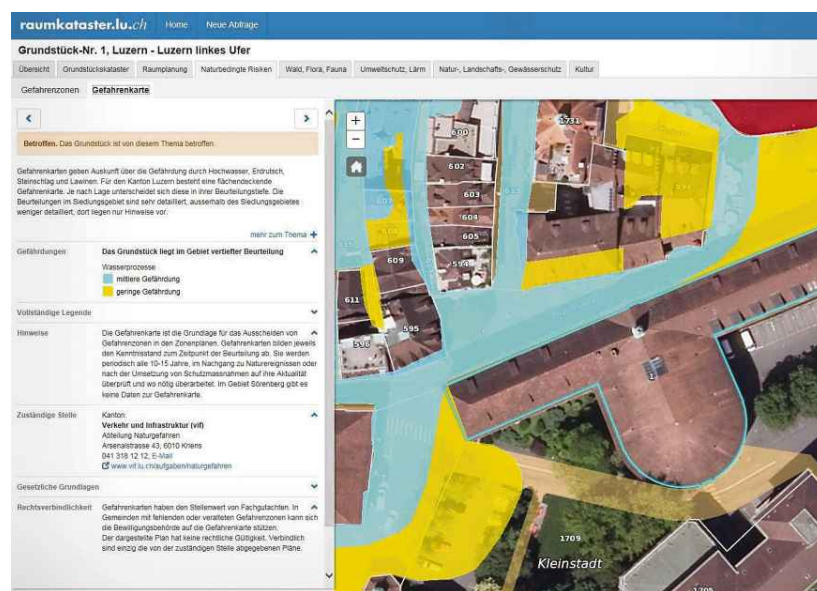 raumkataster.lu.ch Home Neue Abfrage
Grundstück-Nr. 1, Luzern - Luzern linkes Ufer
Übersicht Grundstückskataster Raumplanung Naturbedingte Risiken Wald, Flora, Fauna Umweltschutz, Lärm Natur-, Landschafts-, Gewässerschutz Kultur
Gefahrenzonen Gefahrenkarte
Betroffen. Das Grundstück ist von diesem Thema betroffen.
Gefahrenkarten geben Auskunft über die Gefährdung durch Hochwasser, Erdrutsch,
Steinschlag und Lawinen. Für den Kanton Luzern besteht eine flächendeckende
Gefahrenkarte. Je nach Lage unterscheidet sich diese in ihrer Beurteilungstiefe. Die
Beurteilungen im Siedlungsgebiet sind sehr detailliert, ausserhalb des Siedlungsgebietes
weniger detailliert, dort liegen nur Hinweise vor.
mehr zum Thema +
Gefährdungen Das Grundstück liegt im Gebiet vertiefter Beurteilung
Wasserprozesse
mittlere Gefährdung
geringe Gefährdung
Vollständige Legende
Hinweise Die Gefahrenkarte ist die Grundlage für das Ausscheiden von
Gefahrenzonen in den Zonenplänen. Gefahrenkarten bilden jeweils
den Kenntnisstand zum Zeitpunkt der Beurteilung ab. Sie werden
periodisch alle 10-15 Jahre, im Nachgang zu Naturereignissen oder
nach der Umsetzung von Schutzmassnahmen auf ihre Aktualität
überprüft und wo nötig überarbeitet. Im Gebiet Sörenberg gibt es
keine Daten zur Gefahrenkarte.
Zuständige Stelle Kanton:
Verkehr und Infrastruktur (vif)
Abteilung Naturgefahren
Arsenalstrasse 43, 6010 Kriens
041 318 12 12, E-Mail
www.vif.lu.ch/aufgaben/naturgefahren
Gesetzliche Grundlagen
Rechtsverbindlichkeit Gefahrenkarten haben den Stellenwert von Fachgutachten. In
Gemeinden mit fehlenden oder veralteten Gefahrenzonen kann sich
die Bewilligungsbehörde auf die Gefahrenkarte stützen.
Der dargestellte Plan hat keine rechtliche Gültigkeit. Verbindlich
sind einzig die von der zuständigen Stelle abgegebenen Pläne.
+
−
600
1731
602
603
604
605
594
609
611
595
596
1
1709
Kleinstadt